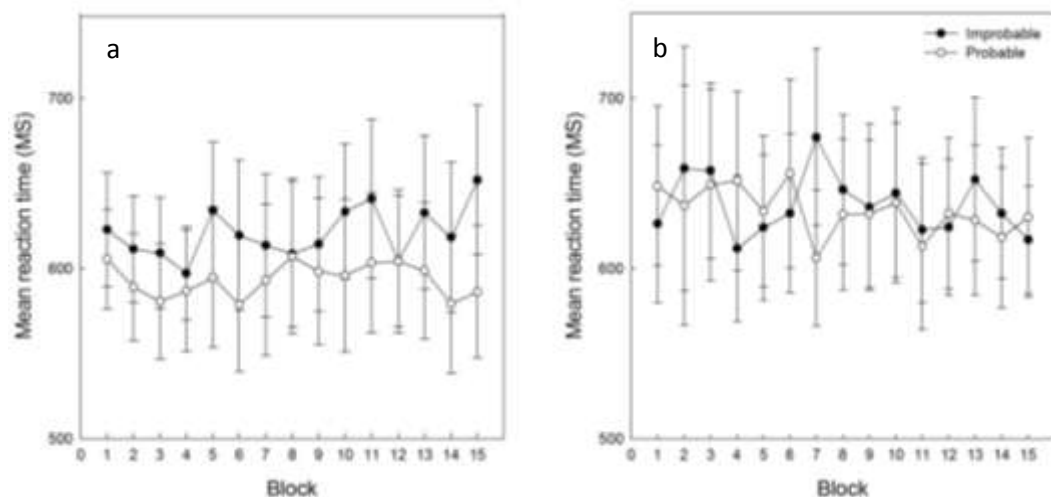 a
Mean reaction time (MS)
700
600
500
0 1 2 3 4 5 6 7 8 9 10 11 12 13 14 15
Block
b
Improbable
Probable
Mean reaction time (MS)
700
600
500
0 1 2 3 4 5 6 7 8 9 10 11 12 13 14 15
Block